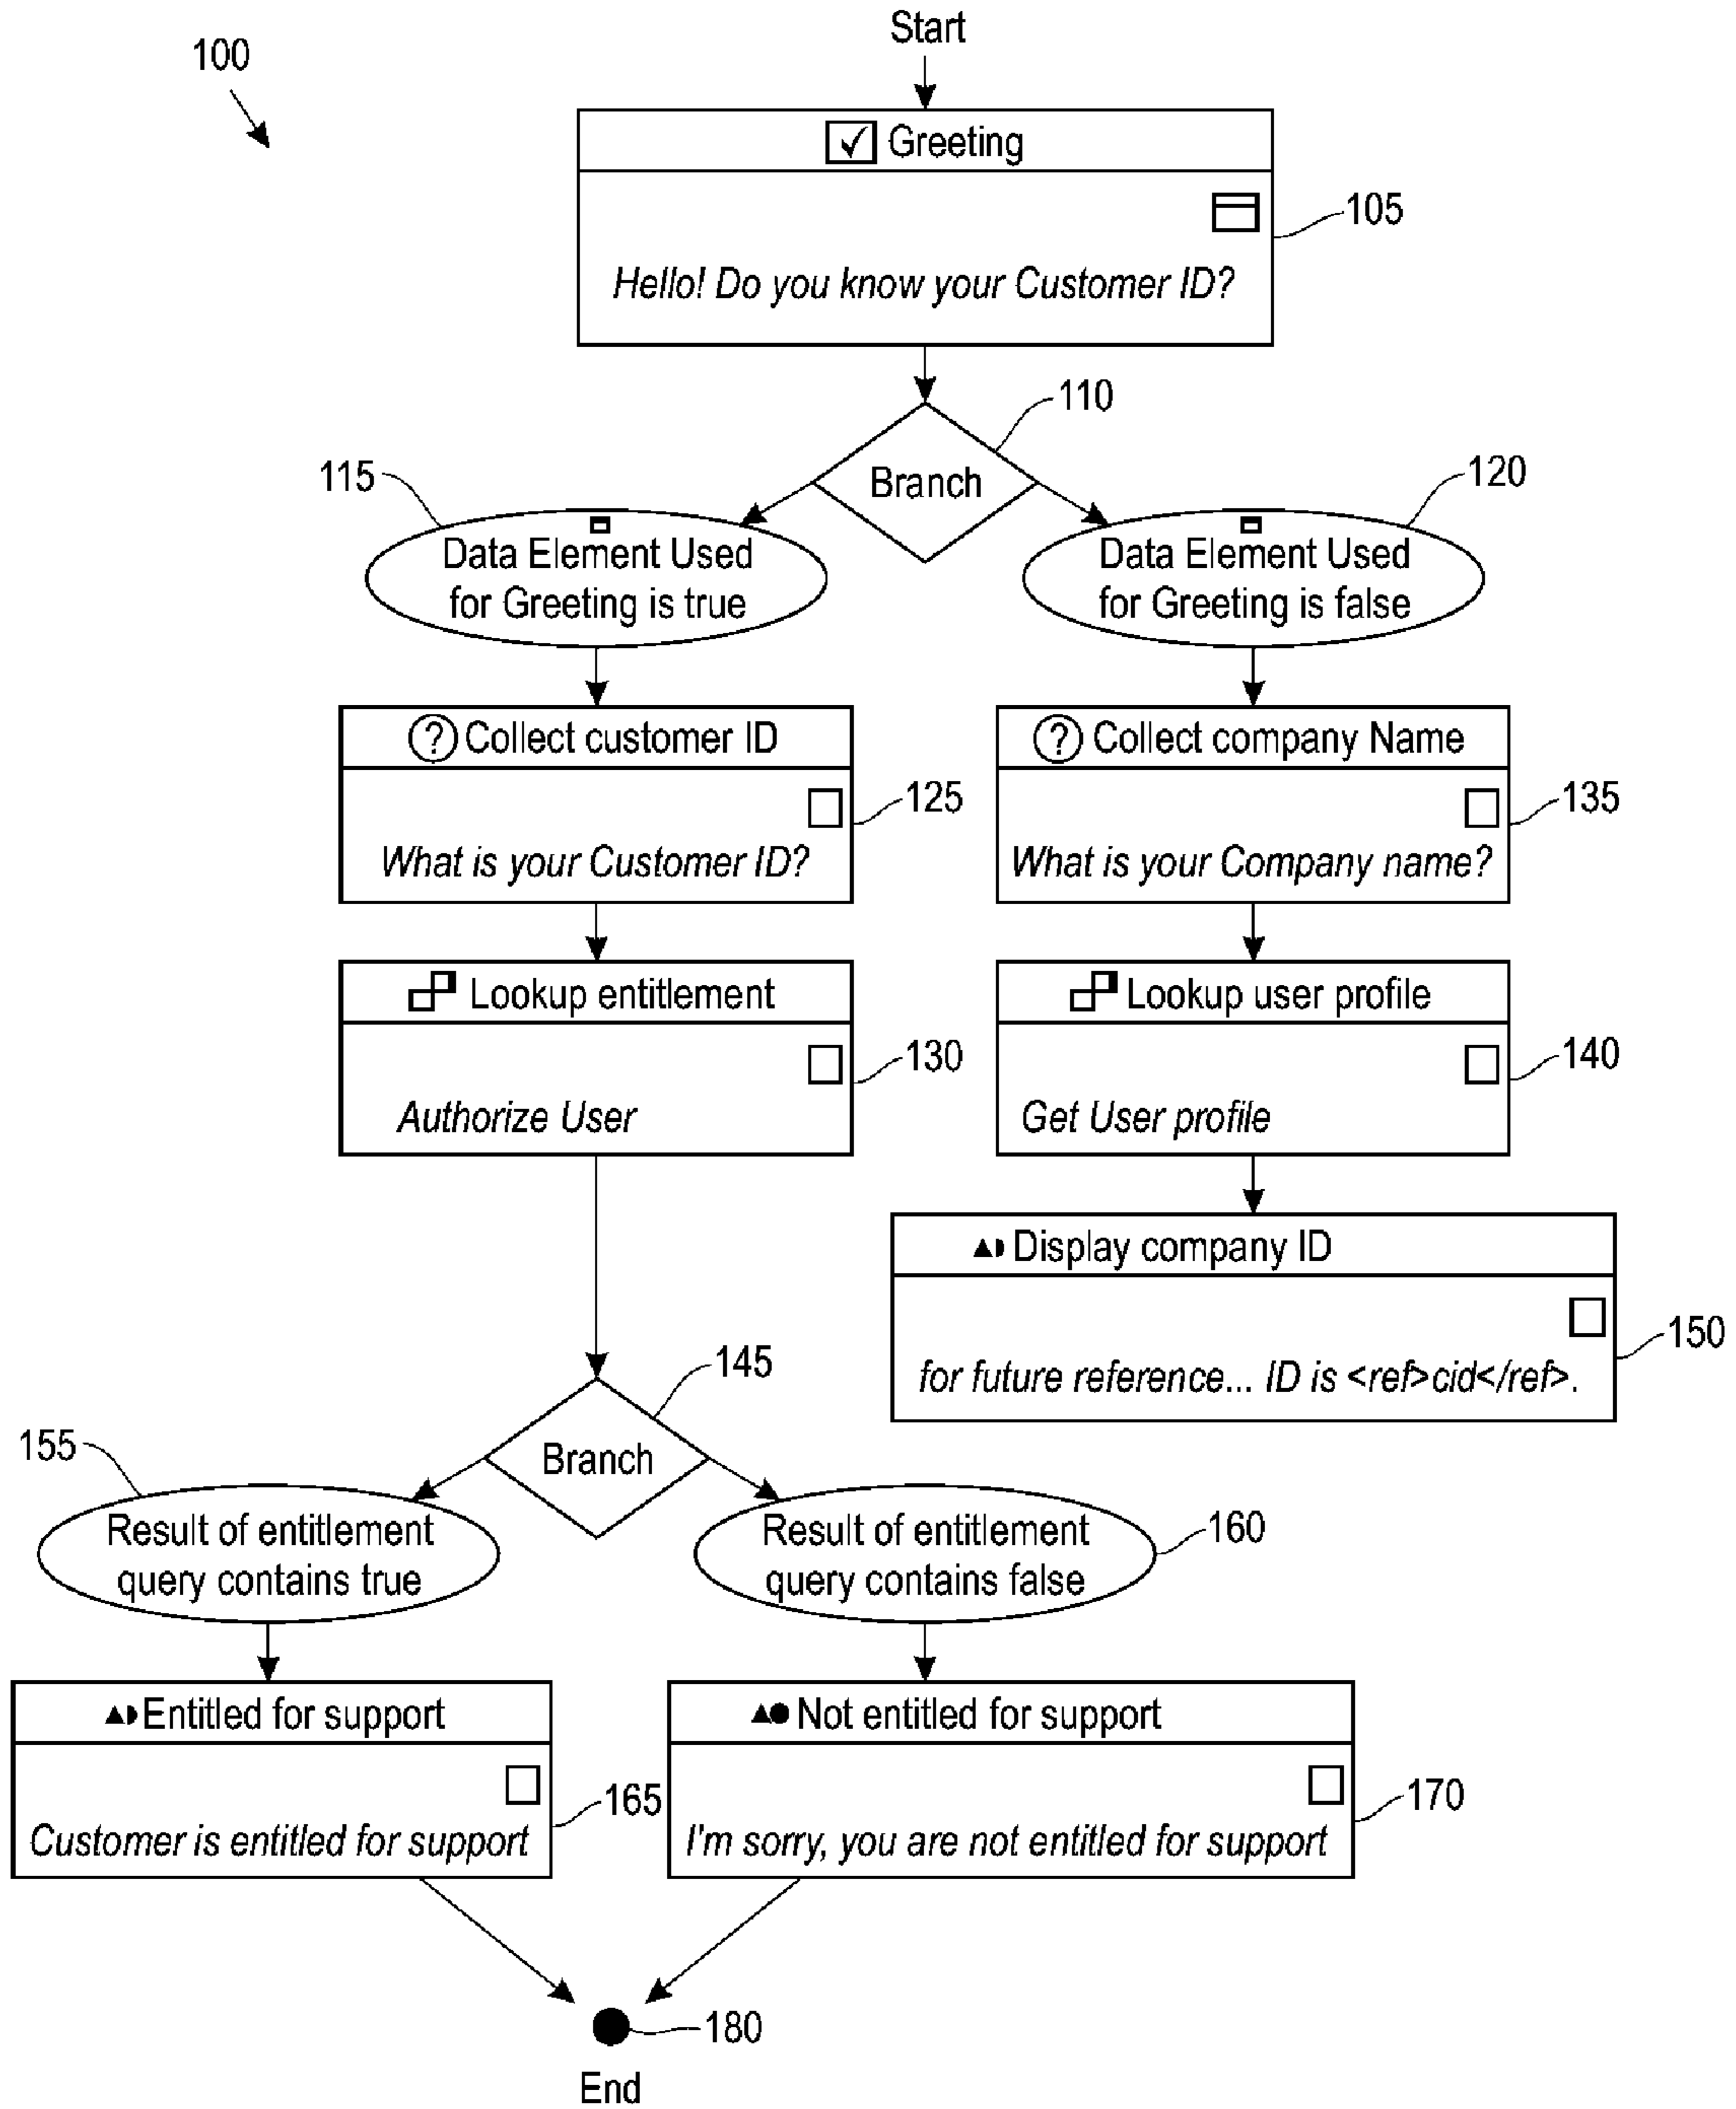 Start
100
Greeting
105
Hello! Do you know your Customer ID?
110
Branch
115
120
Data Element Used
for Greeting is true
Data Element Used
for Greeting is false
? Collect customer ID
125
What is your Customer ID?
? Collect company Name
135
What is your Company name?
Lookup entitlement
130
Authorize User
Lookup user profile
140
Get User profile
Display company ID
150
for future reference... ID is <ref>cid</ref>.
145
Branch
155
Result of entitlement
query contains true
Result of entitlement
query contains false
160
Entitled for support
165
Customer is entitled for support
Not entitled for support
170
I'm sorry, you are not entitled for support
180
End